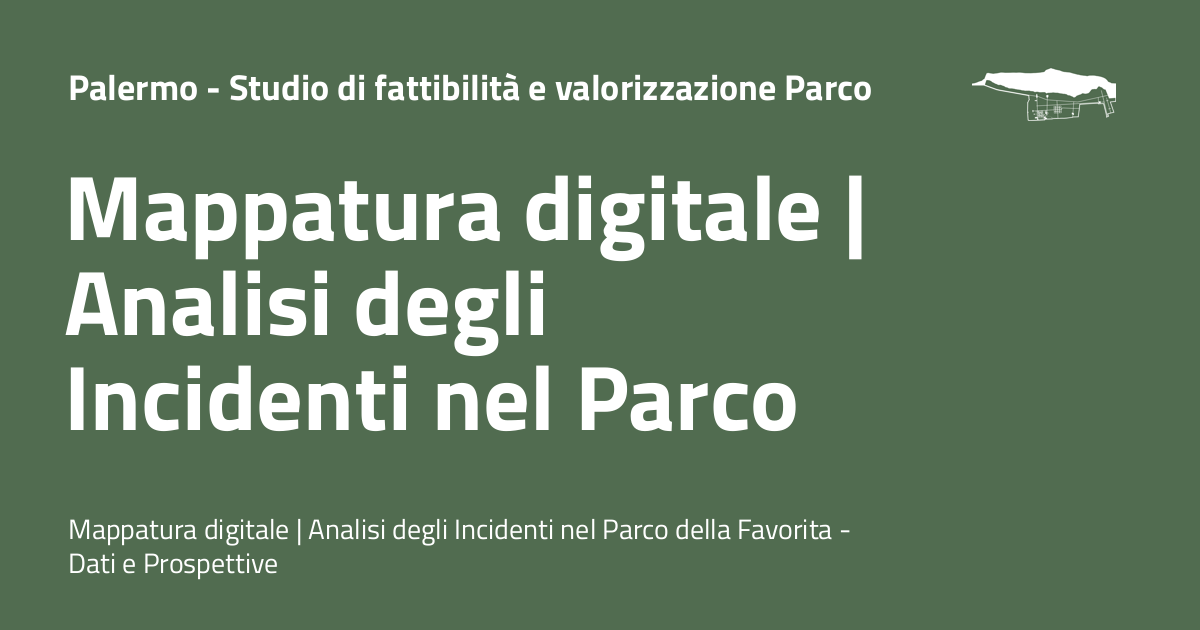 Palermo - Studio di fattibilità e valorizzazione Parco
Mappatura digitale |
Analisi degli
Incidenti nel Parco
Mappatura digitale | Analisi degli Incidenti nel Parco della Favorita -
Dati e Prospettive